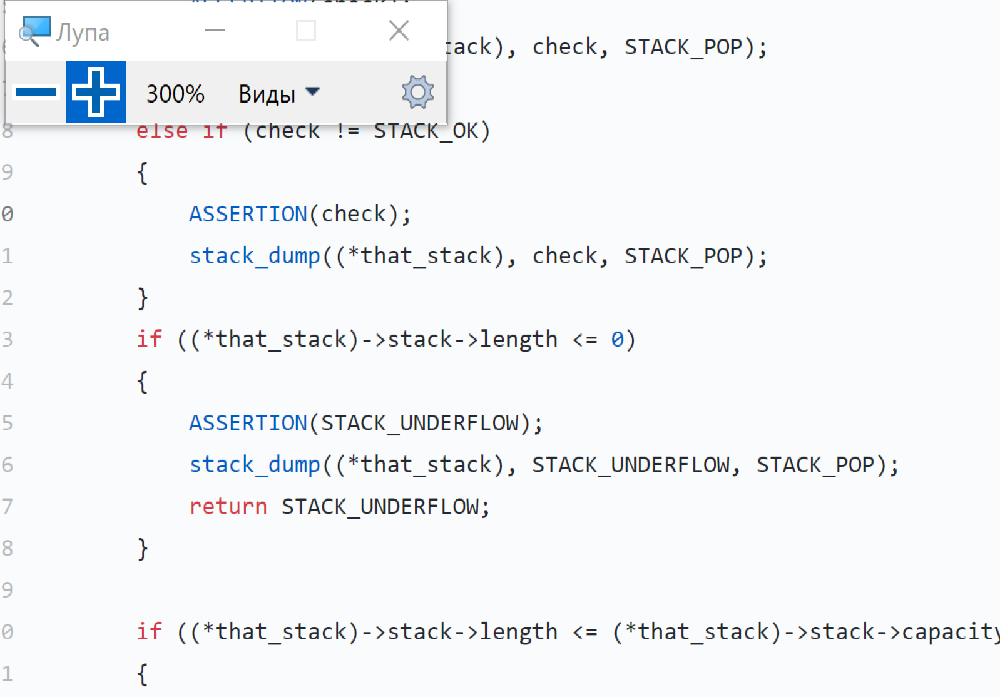 Лупа
tack), check, STACK_POP);
300% Виды
8 else if (check != STACK_OK)
9 {
0 ASSERTION(check);
1 stack_dump((*that_stack), check, STACK_POP);
2 }
3 if ((*that_stack)->stack->length <= 0)
4 {
5 ASSERTION(STACK_UNDERFLOW);
6 stack_dump((*that_stack), STACK_UNDERFLOW, STACK_POP);
7 return STACK_UNDERFLOW;
8 }
9
0 if ((*that_stack)->stack->length <= (*that_stack)->stack->capacity
1 {